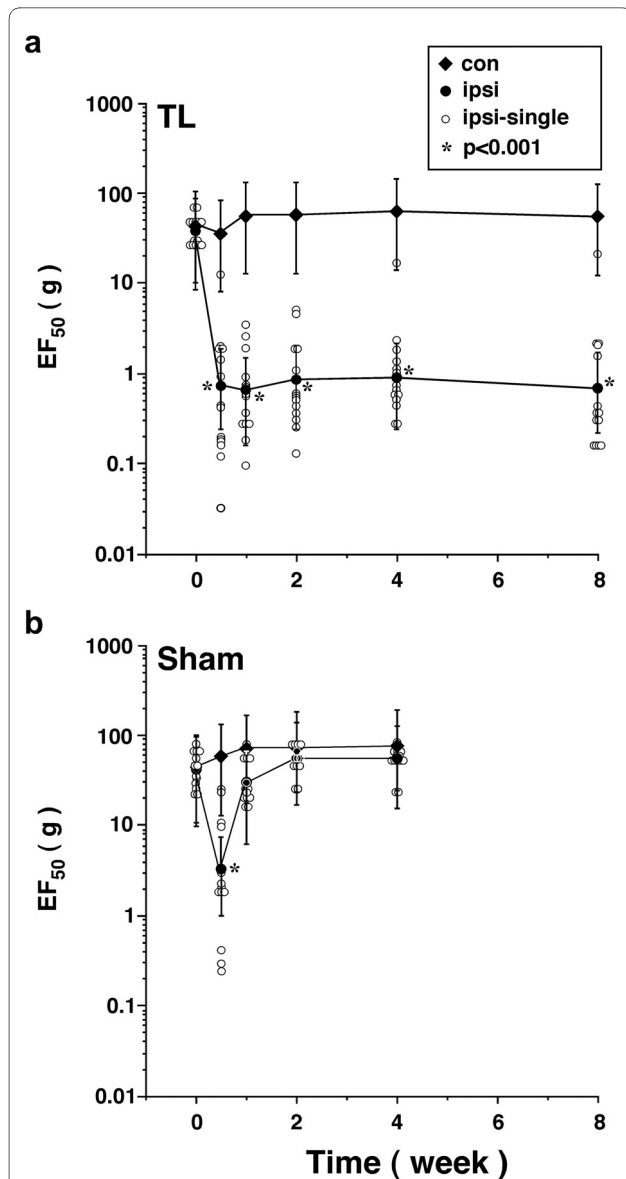 a
con
ipsi
ipsi-single
* p<0.001
TL
1000
100
10
1
0.1
0.01
EF50 ( g )
* * * * *
0 2 4 6 8
b
Sham
1000
100
10
1
0.1
0.01
EF50 ( g )
*
0 2 4 6 8
Time ( week )